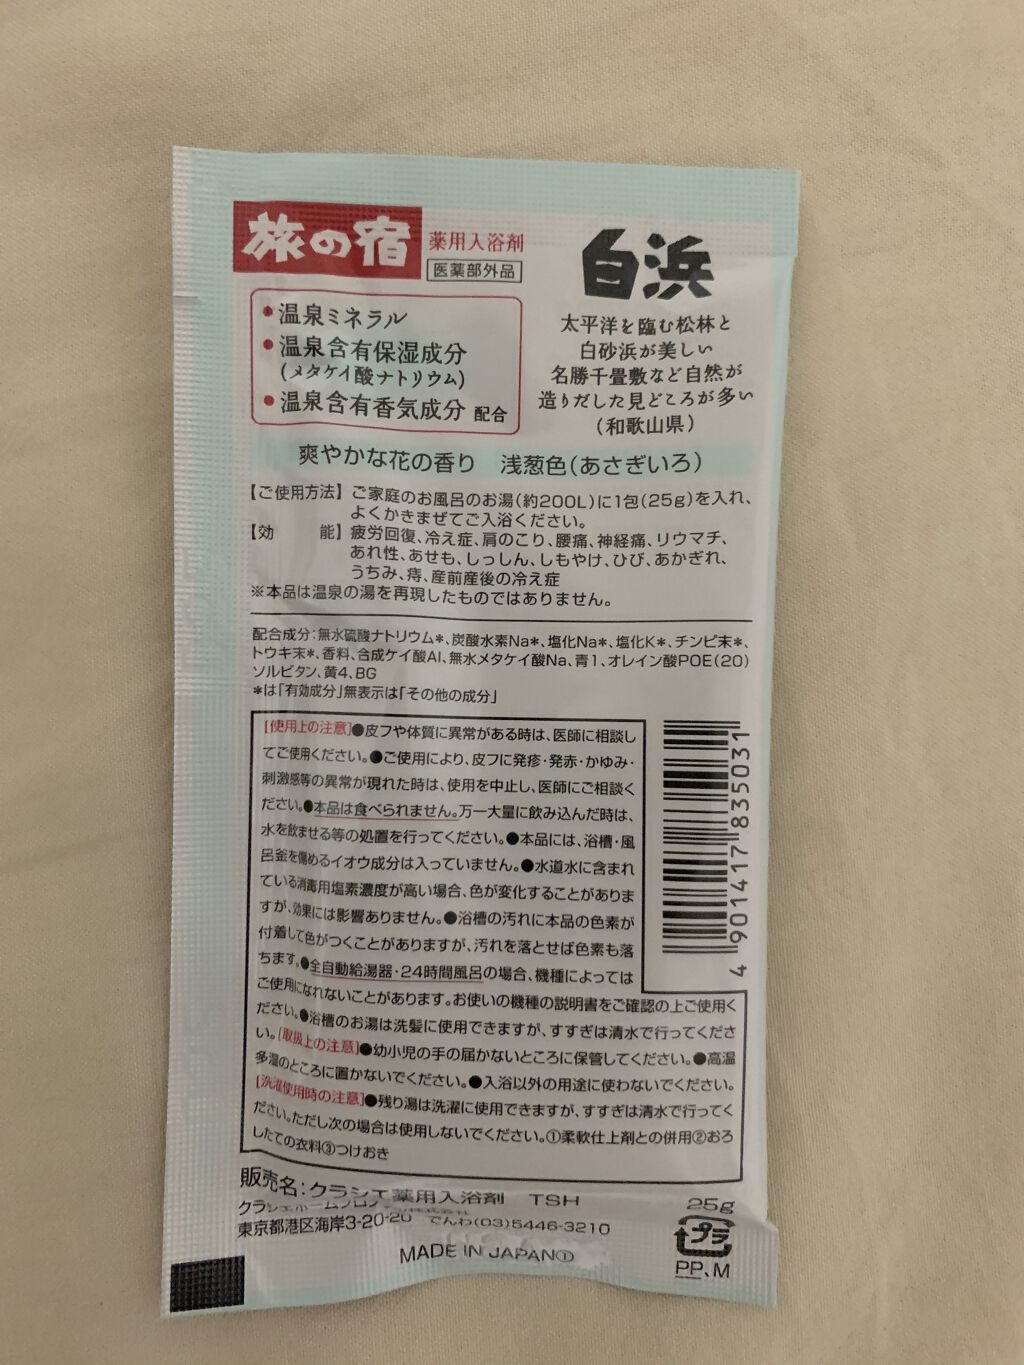 旅の宿
薬用入浴剤
医薬部外品
白浜
● 温泉ミネラル
● 温泉含有保湿成分
(メタケイ酸ナトリウム)
● 温泉含有香気成分 配合
太平洋を臨む松林と
白砂浜が美しい
名勝千畳敷など自然が
造りだした見どころが多い
(和歌山県)
爽やかな花の香り 浅葱色(あさぎいろ)
【ご使用方法】ご家庭のお風呂のお湯(約200L)に1包(25g)を入れ、
よくかきまぜてご入浴ください。
【効 能】疲労回復、冷え症、肩のこり、腰痛、神経痛、リウマチ、
あれ性、あせも、しっしん、しもやけ、ひび、あかぎれ、
うちみ、痔、産前産後の冷え症
※本品は温泉の湯を再現したものではありません。
配合成分:無水硫酸ナトリウム*、炭酸水素Na*、塩化Na*、塩化K*、チンピ末*、
トウキ末*、香料、合成ケイ酸Al、無水メタケイ酸Na、青1、オレイン酸POE(20)
ソルビタン、黄4、BG
*は「有効成分」無表示は「その他の成分」
[使用上の注意]●皮フや体質に異常がある時は、医師に相談し
てご使用ください。●ご使用により、皮フに発疹・発赤・かゆみ・
刺激感等の異常が現れた時は、使用を中止し、医師にご相談く
ださい。●本品は食べられません。万一大量に飲み込んだ時は、
水を飲ませる等の処置を行ってください。●本品には、浴槽・風
呂釜を傷めるイオウ成分は入っていません。●水道水に含まれ
ている消毒用塩素濃度が高い場合、色が変化することがありま
すが、効果には影響ありません。●浴槽の汚れに本品の色素が
付着して色がつくことがありますが、汚れを落とせば色素も落
ちます。●全自動給湯器・24時間風呂の場合、機種によっては
ご使用になれないことがあります。お使いの機種の説明書をご確認の上ご使用く
ださい。●浴槽のお湯は洗髪に使用できますが、すすぎは清水で行ってくださ
い。[取扱上の注意]●幼小児の手の届かないところに保管してください。●高温
多湿のところに置かないでください。●入浴以外の用途に使わないでください。
[洗濯使用時の注意]●残り湯は洗濯に使用できますが、すすぎは清水で行ってく
ださい。ただし次の場合は使用しないでください。①柔軟仕上剤との併用②おろ
したての衣料③つけおき
4 901417 835031
販売名:クラシエ薬用入浴剤 TSH
クラシエホームプロダクツ株式会社
東京都港区海岸3-20-20 でんわ(03)5446-3210
MADE IN JAPAN①
25g
プラ
PP、M